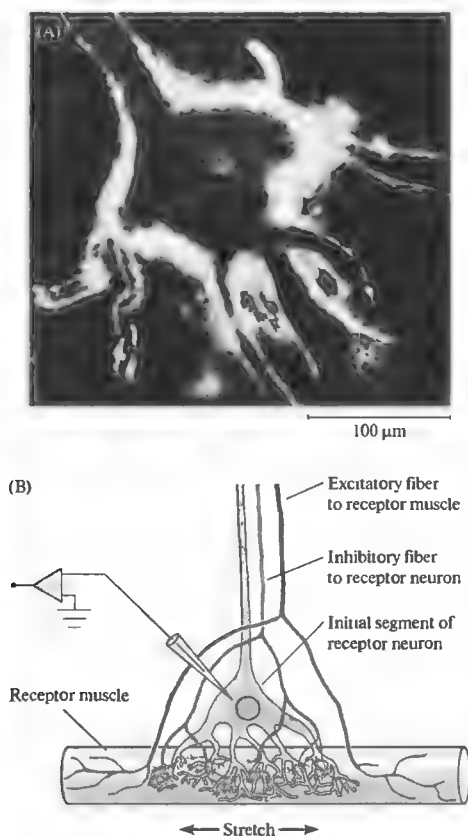 (A)
100 µm
(B)
Excitatory fiber
to receptor muscle
Inhibitory fiber
to receptor neuron
Initial segment of
receptor neuron
Receptor muscle
Stretch